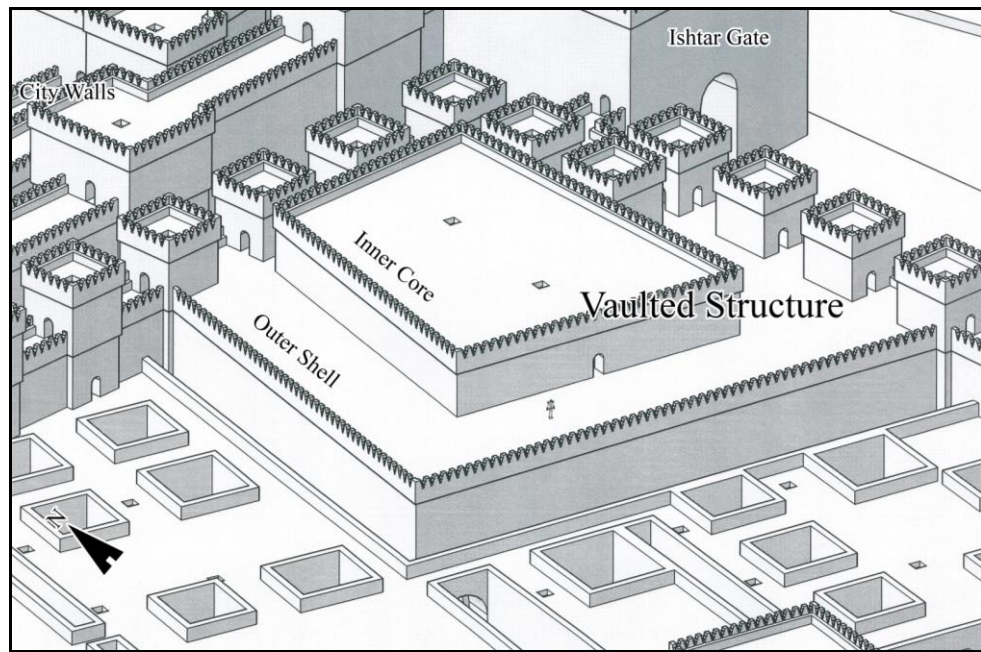 Ishtar Gate
City Walls
Inner Core
Vaulted Structure
Outer Shell
N